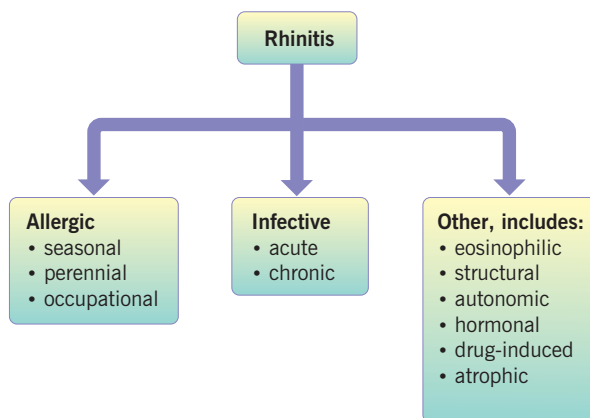 Rhinitis
Allergic
• seasonal
• perennial
• occupational
Infective
• acute
• chronic
Other, includes:
• eosinophilic
• structural
• autonomic
• hormonal
• drug-induced
• atrophic